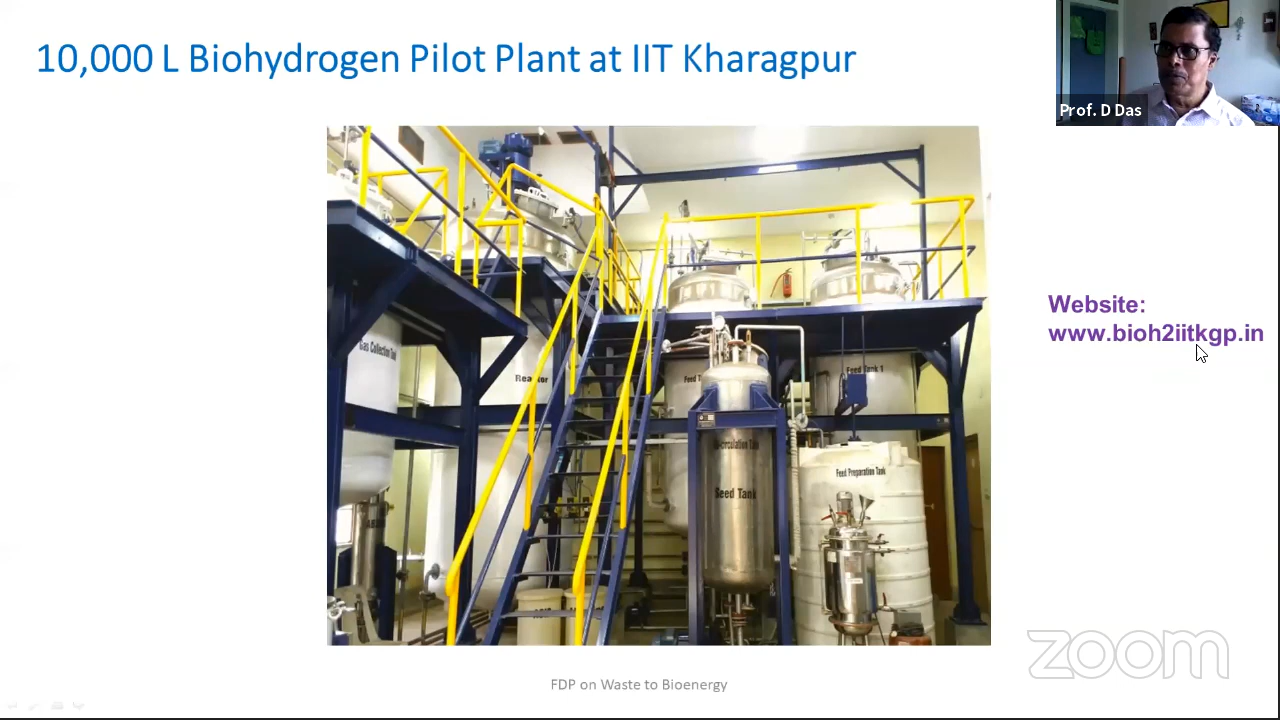 10,000 L Biohydrogen Pilot Plant at IIT Kharagpur
Prof. D Das
Website:
www.bioh2iitkgp.in
Gas Collection Tank
Reactor
Feed
Feed Tank 1
Seed Tank
Feed Preparation Tank
zoom
FDP on Waste to Bioenergy